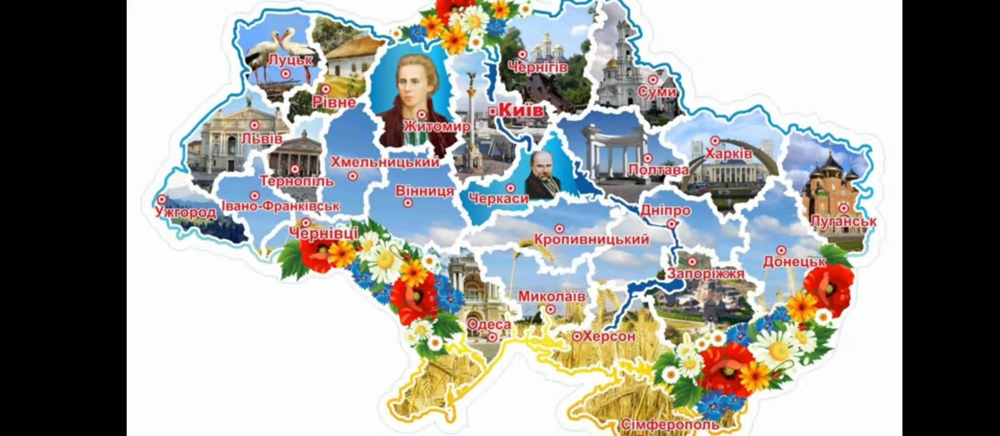 Луцьк
Рівне
Чернігів
Суми
Житомир
Київ
Львів
Тернопіль
Хмельницький
Вінниця
Черкаси
Полтава
Харків
Луганськ
Ужгород
Івано-Франківськ
Чернівці
Кропивницький
Дніпро
Донецьк
Запоріжжя
Миколаїв
Одеса
Херсон
Сімферополь